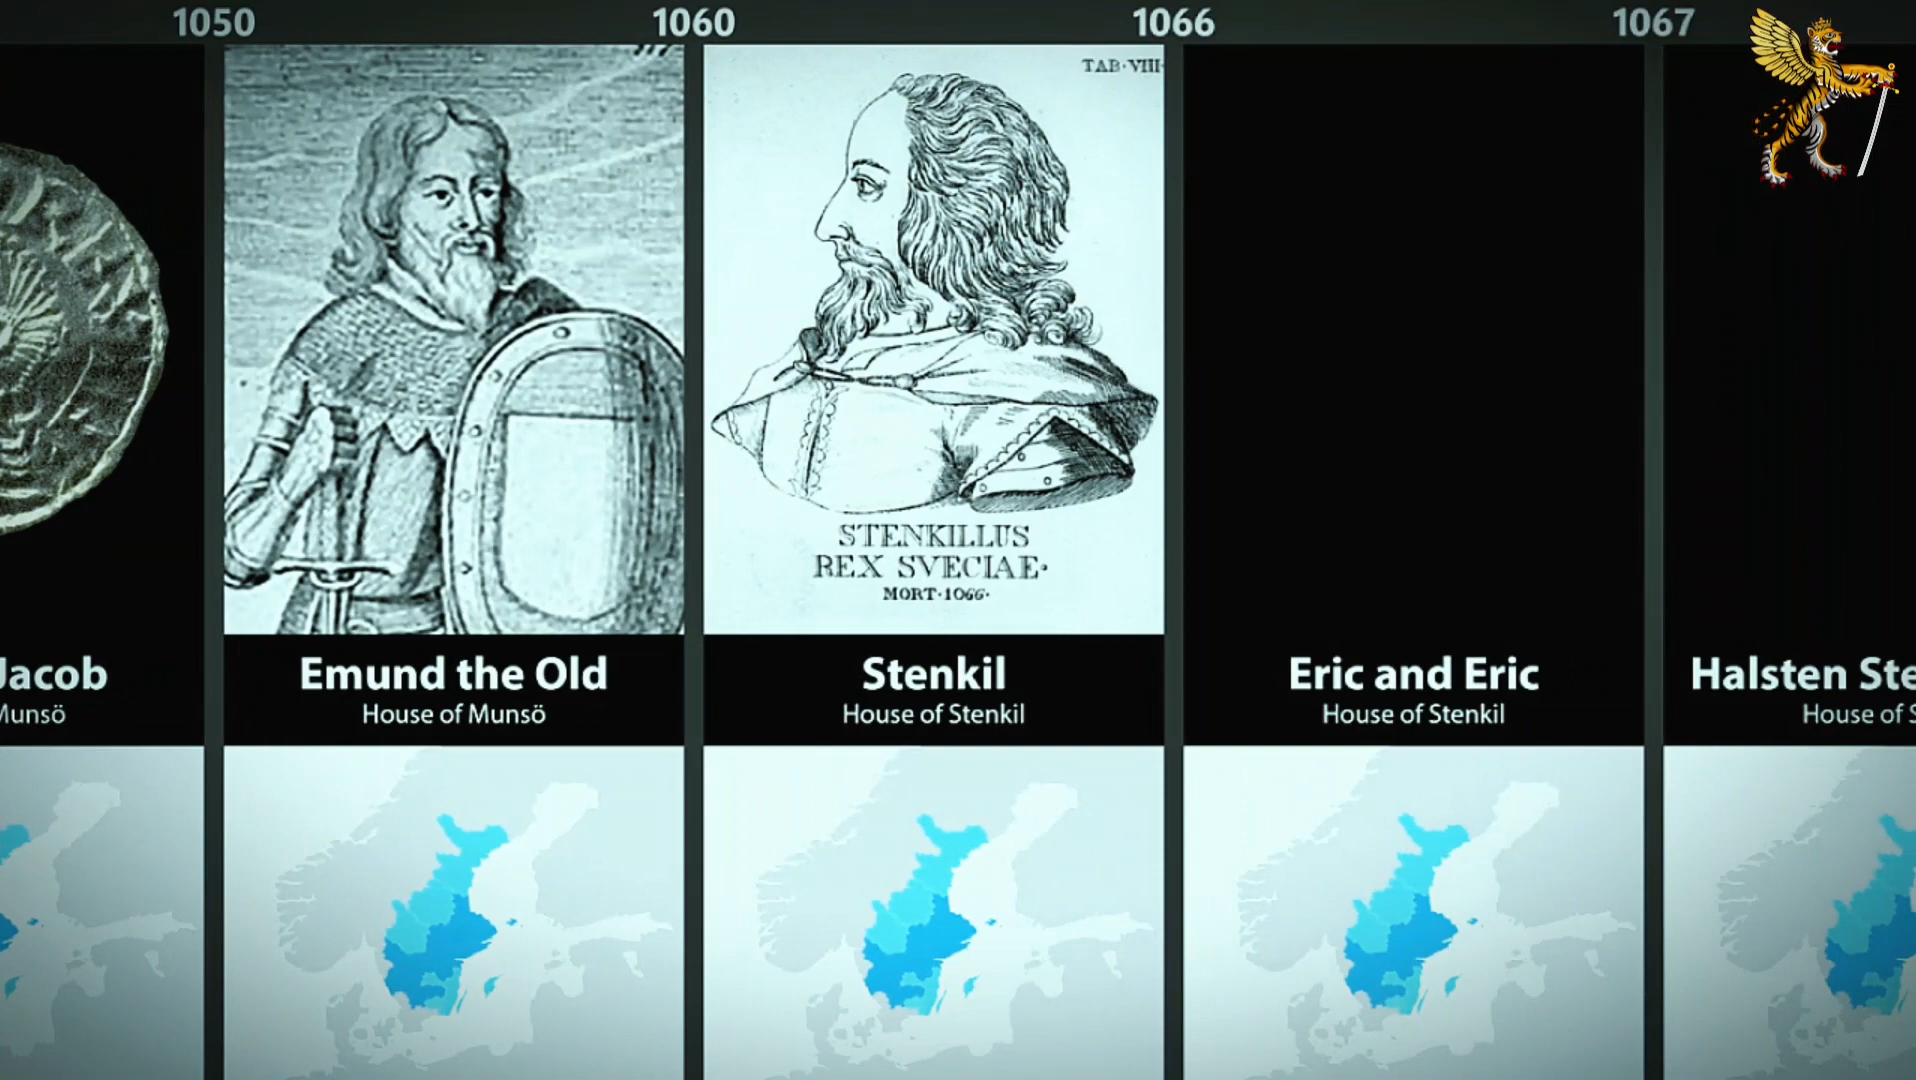 1050
1060
1066
1067
TAB·VIII·
STENKILLUS
REX SVECIAE·
MORT·1066·
Jacob
Munsö
Emund the Old
House of Munsö
Stenkil
House of Stenkil
Eric and Eric
House of Stenkil
Halsten Ste
House of S